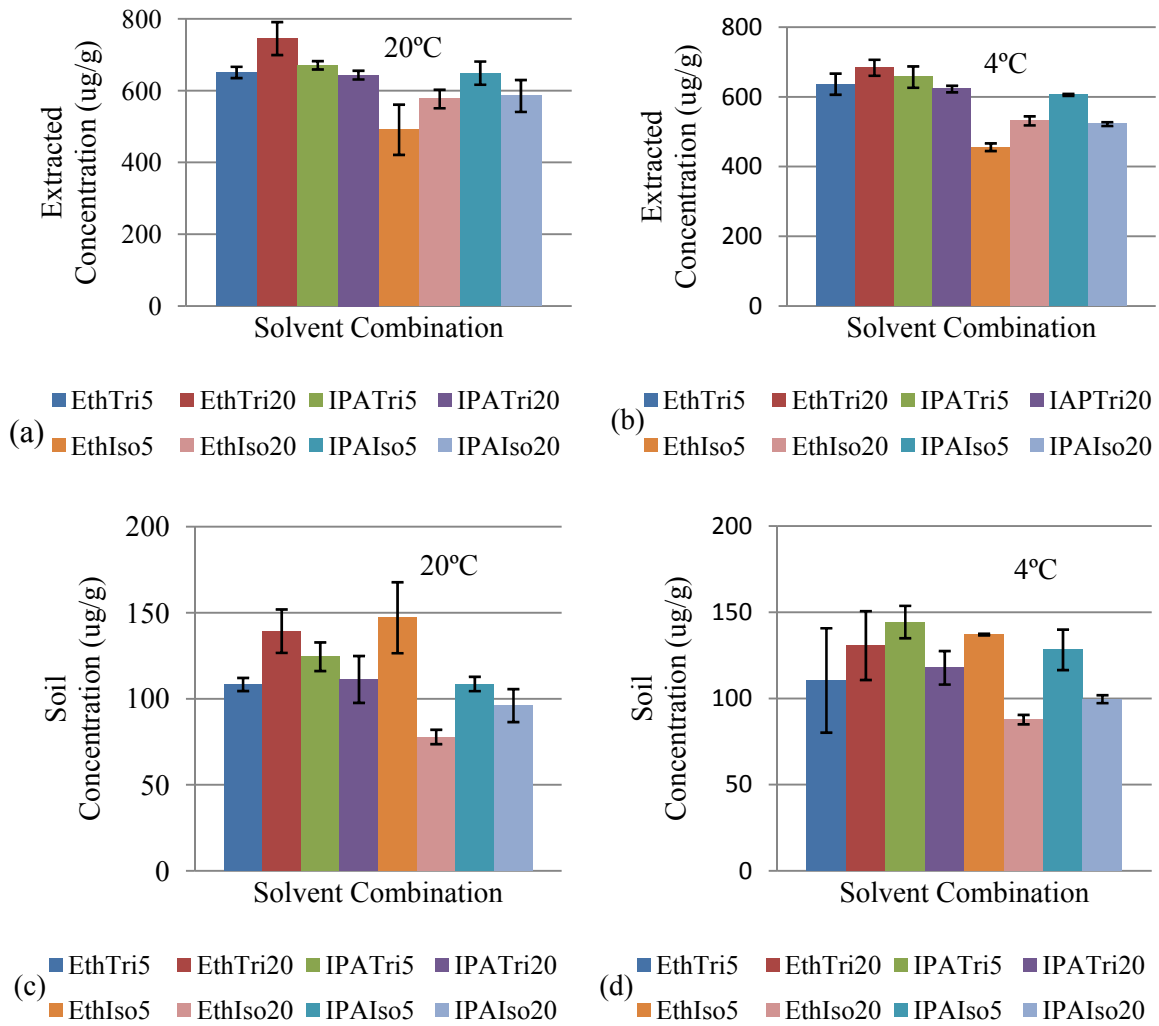 800
600
400
200
0
Extracted
Concentration (ug/g)
20ºC
Solvent Combination
EthTri5 EthTri20 IPATri5 IPATri20
EthIso5 EthIso20 IPAIso5 IPAIso20
(a)
800
600
400
200
0
Extracted
Concentration (ug/g)
4ºC
Solvent Combination
EthTri5 EthTri20 IPATri5 IAPTri20
EthIso5 EthIso20 IPAIso5 IPAIso20
(b)
200
150
100
50
0
Soil
Concentration (ug/g)
20ºC
Solvent Combination
EthTri5 EthTri20 IPATri5 IPATri20
EthIso5 EthIso20 IPAIso5 IPAIso20
(c)
200
150
100
50
0
Soil
Concentration (ug/g)
4ºC
Solvent Combination
EthTri5 EthTri20 IPATri5 IPATri20
EthIso5 EthIso20 IPAIso5 IPAIso20
(d)